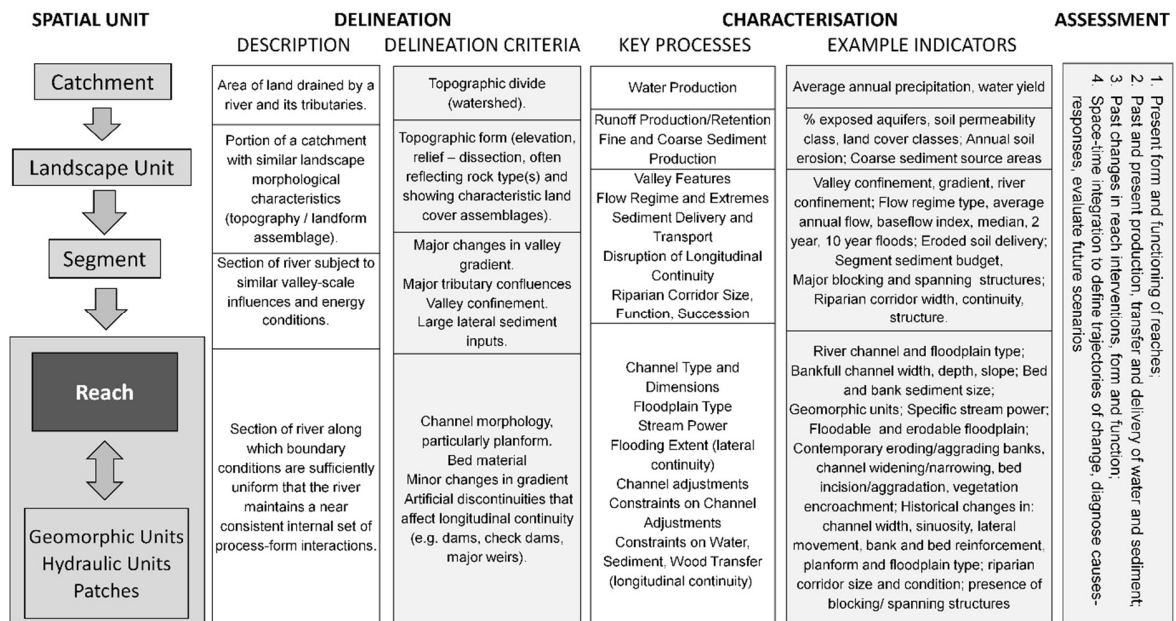 SPATIAL UNIT
DELINEATION
CHARACTERISATION
ASSESSMENT
DESCRIPTION
DELINEATION CRITERIA
KEY PROCESSES
EXAMPLE INDICATORS
Catchment
Landscape Unit
Segment
Reach
Geomorphic Units
Hydraulic Units
Patches
Area of land drained by a
river and its tributaries.
Portion of a catchment
with similar landscape
morphological
characteristics
(topography / landform
assemblage).
Section of river subject to
similar valley-scale
influences and energy
conditions.
Section of river along
which boundary
conditions are sufficiently
uniform that the river
maintains a near
consistent internal set of
process-form interactions.
Topographic divide
(watershed).
Topographic form (elevation,
relief – dissection, often
reflecting rock type(s) and
showing characteristic land
cover assemblages).
Major changes in valley
gradient.
Major tributary confluences
Valley confinement.
Large lateral sediment
inputs.
Channel morphology,
particularly planform.
Bed material
Minor changes in gradient
Artificial discontinuities that
affect longitudinal continuity
(e.g. dams, check dams,
major weirs).
Water Production
Runoff Production/Retention
Fine and Coarse Sediment
Production
Valley Features
Flow Regime and Extremes
Sediment Delivery and
Transport
Disruption of Longitudinal
Continuity
Riparian Corridor Size,
Function, Succession
Channel Type and
Dimensions
Floodplain Type
Stream Power
Flooding Extent (lateral
continuity)
Channel adjustments
Constraints on Channel
Adjustments
Constraints on Water,
Sediment, Wood Transfer
(longitudinal continuity)
Average annual precipitation, water yield
% exposed aquifers, soil permeability
class, land cover classes; Annual soil
erosion; Coarse sediment source areas
Valley confinement, gradient, river
confinement; Flow regime type, average
annual flow, baseflow index, median, 2
year, 10 year floods; Eroded soil delivery;
Segment sediment budget,
Major blocking and spanning structures;
Riparian corridor width, continuity,
structure.
River channel and floodplain type;
Bankfull channel width, depth, slope; Bed
and bank sediment size;
Geomorphic units; Specific stream power;
Floodable and erodable floodplain;
Contemporary eroding/aggrading banks,
channel widening/narrowing, bed
incision/aggradation, vegetation
encroachment; Historical changes in:
channel width, sinuosity, lateral
movement, bank and bed reinforcement,
planform and floodplain type; riparian
corridor size and condition; presence of
blocking/ spanning structures
1. Present form and functioning of reaches;
2. Past and present production, transfer and delivery of water and sediment;
3. Past changes in reach interventions, form and function;
4. Space-time integration to define trajectories of change, diagnose causes-
responses, evaluate future scenarios